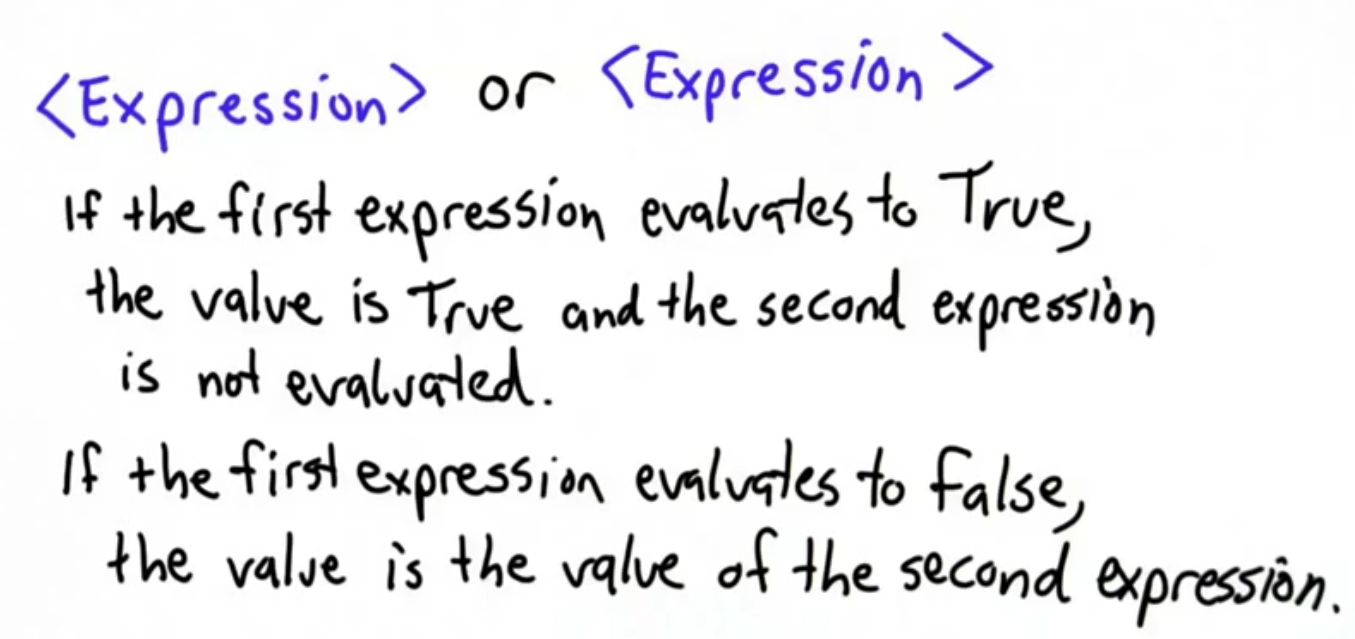 <Expression> or <Expression>
If the first expression evaluates to True,
the value is True and the second expression
is not evaluated.
If the first expression evaluates to False,
the value is the value of the second expression.